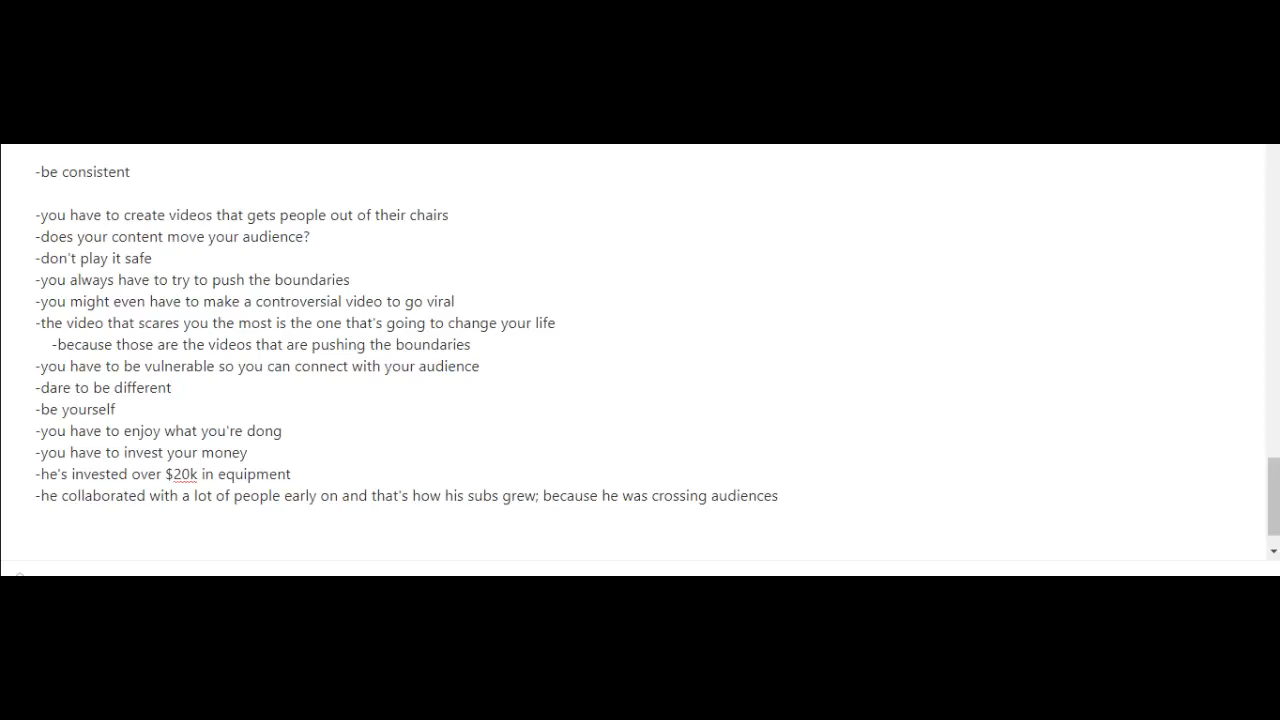 -be consistent
-you have to create videos that gets people out of their chairs
-does your content move your audience?
-don't play it safe
-you always have to try to push the boundaries
-you might even have to make a controversial video to go viral
-the video that scares you the most is the one that's going to change your life
-because those are the videos that are pushing the boundaries
-you have to be vulnerable so you can connect with your audience
-dare to be different
-be yourself
-you have to enjoy what you're dong
-you have to invest your money
-he's invested over $20k in equipment
-he collaborated with a lot of people early on and that's how his subs grew; because he was crossing audiences